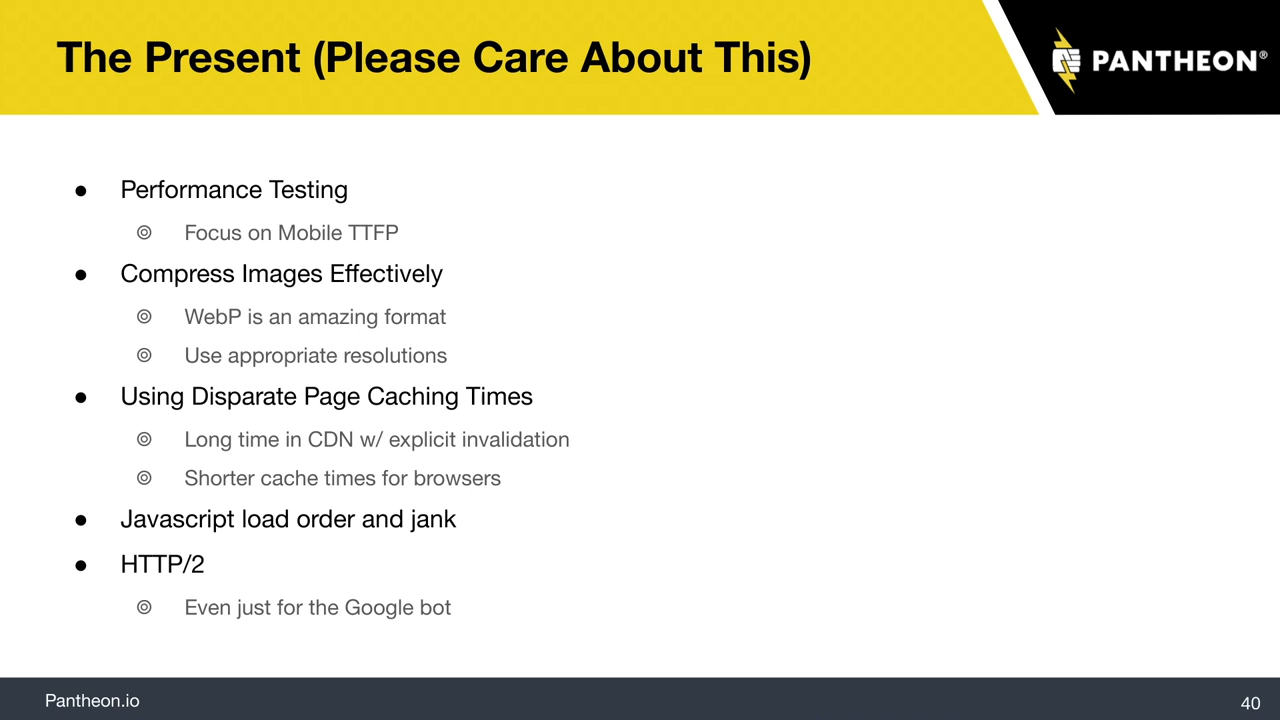 The Present (Please Care About This)
PANTHEON®
● Performance Testing
◎ Focus on Mobile TTFP
● Compress Images Effectively
◎ WebP is an amazing format
◎ Use appropriate resolutions
● Using Disparate Page Caching Times
◎ Long time in CDN w/ explicit invalidation
◎ Shorter cache times for browsers
● Javascript load order and jank
● HTTP/2
◎ Even just for the Google bot
Pantheon.io
40